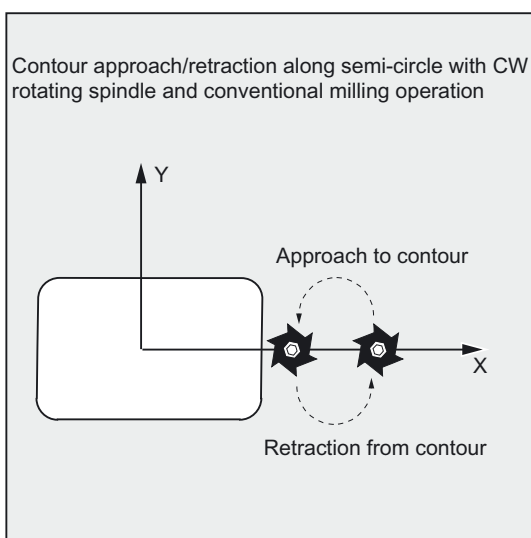 Contour approach/retraction along semi-circle with CW
rotating spindle and conventional milling operation
Y
Approach to contour
X
Retraction from contour